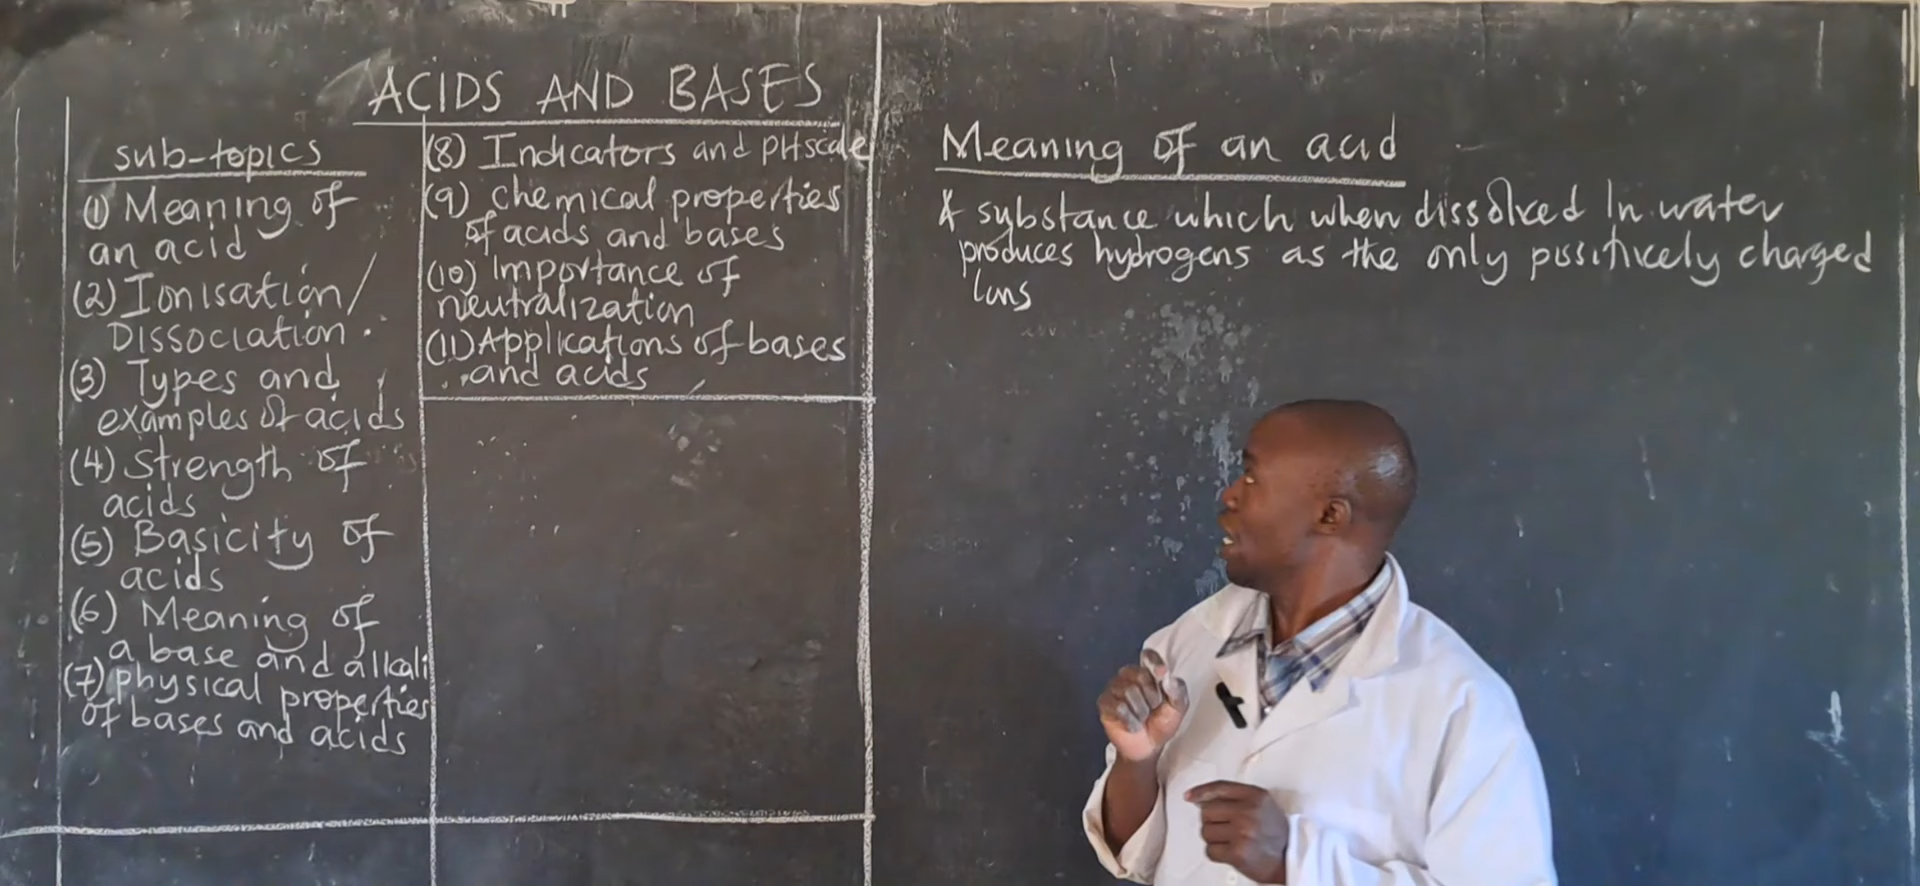 ACIDS AND BASES
sub-topics
(1) Meaning of
an acid
(2) Ionisation/
Dissociation.
(3) Types and
examples of acids
(4) Strength of
acids
(5) Basicity of
acids
(6) Meaning of
a base and alkali
(7) physical properties
of bases and acids
(8) Indicators and PH scale
(9) chemical properties
of acids and bases
(10) Importance of
neutralization
(11) Applications of bases
and acids
Meaning of an acid
A substance which when dissolved In water
produces hydrogens as the only positively charged
Ions